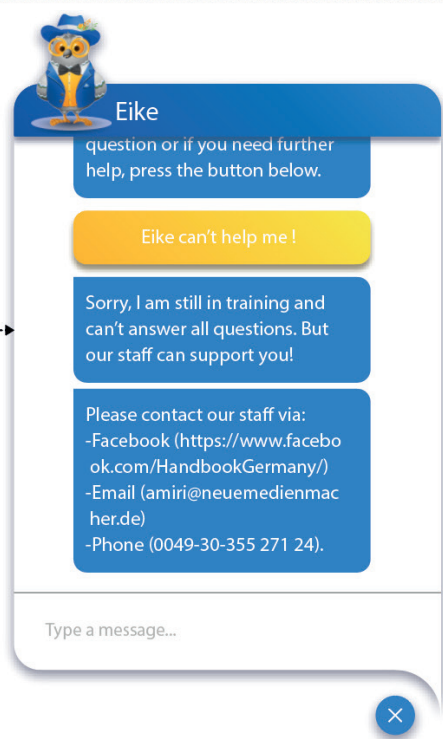 Eike
question or if you need further
help, press the button below.
Eike can't help me !
Sorry, I am still in training and
can't answer all questions. But
our staff can support you!
Please contact our staff via:
-Facebook (https://www.facebo
ok.com/HandbookGermany/)
-Email (amiri@neuemedienmac
her.de)
-Phone (0049-30-355 271 24).
Type a message...